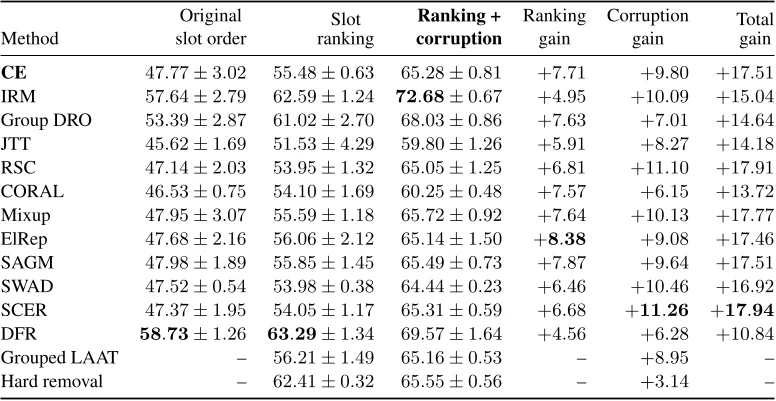 Method Original slot order Slot ranking Ranking + corruption Ranking gain Corruption gain Total gain
CE 47.77 ± 3.02 55.48 ± 0.63 65.28 ± 0.81 +7.71 +9.80 +17.51
IRM 57.64 ± 2.79 62.59 ± 1.24 72.68 ± 0.67 +4.95 +10.09 +15.04
Group DRO 53.39 ± 2.87 61.02 ± 2.70 68.03 ± 0.86 +7.63 +7.01 +14.64
JTT 45.62 ± 1.69 51.53 ± 4.29 59.80 ± 1.26 +5.91 +8.27 +14.18
RSC 47.14 ± 2.03 53.95 ± 1.32 65.05 ± 1.25 +6.81 +11.10 +17.91
CORAL 46.53 ± 0.75 54.10 ± 1.69 60.25 ± 0.48 +7.57 +6.15 +13.72
Mixup 47.95 ± 3.07 55.59 ± 1.18 65.72 ± 0.92 +7.64 +10.13 +17.77
ElRep 47.68 ± 2.16 56.06 ± 2.12 65.14 ± 1.50 +8.38 +9.08 +17.46
SAGM 47.98 ± 1.89 55.85 ± 1.45 65.49 ± 0.73 +7.87 +9.64 +17.51
SWAD 47.52 ± 0.54 53.98 ± 0.38 64.44 ± 0.23 +6.46 +10.46 +16.92
SCER 47.37 ± 1.95 54.05 ± 1.17 65.31 ± 0.59 +6.68 +11.26 +17.94
DFR 58.73 ± 1.26 63.29 ± 1.34 69.57 ± 1.64 +4.56 +6.28 +10.84
Grouped LAAT – 56.21 ± 1.49 65.16 ± 0.53 – +8.95 –
Hard removal – 62.41 ± 0.32 65.55 ± 0.56 – +3.14 –